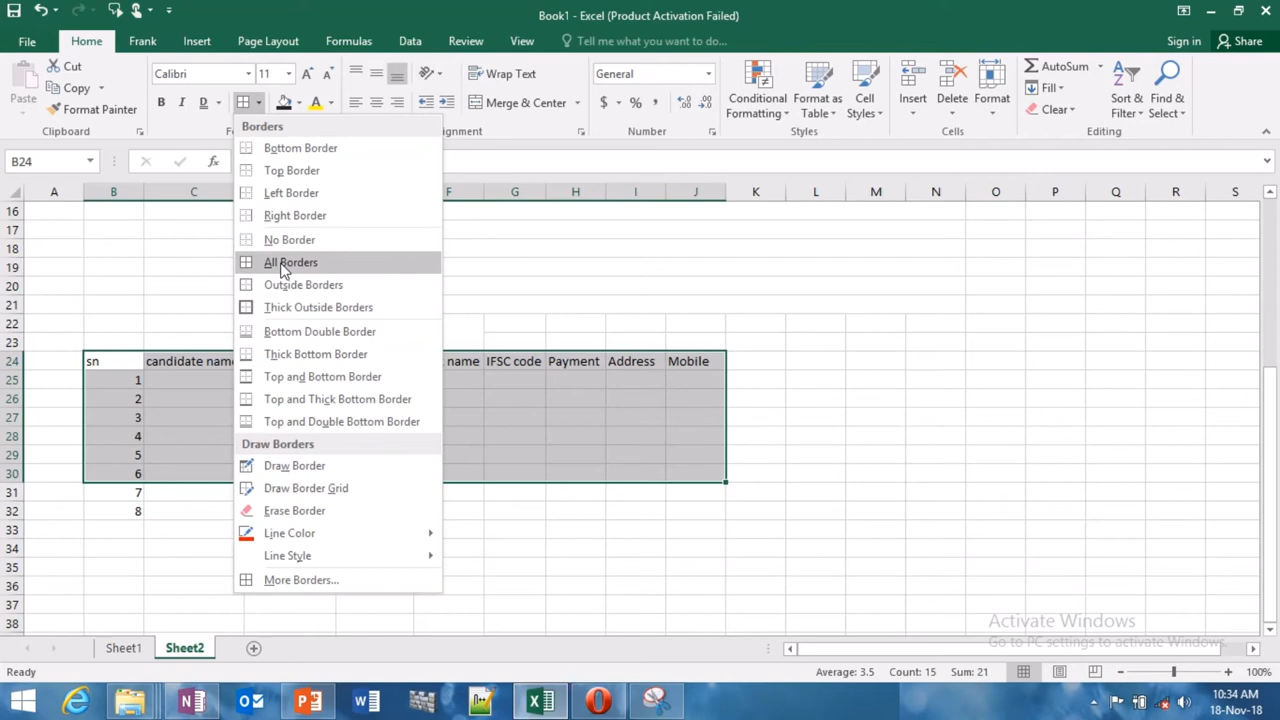 Book1 - Excel (Product Activation Failed)
File Home Frank Insert Page Layout Formulas Data Review View Tell me what you want to do... Sign in Share
Cut
Copy
Format Painter
Paste
Clipboard
Calibri 11
B I D
Wrap Text
Merge & Center
General
$ % ,
Number
Conditional Formatting
Format as Table
Cell Styles
Styles
Insert Delete Format
Cells
AutoSum
Fill
Clear
Sort & Filter
Find & Select
Editing
B24 fx
Borders
Bottom Border
Top Border
Left Border
Right Border
No Border
All Borders
Outside Borders
Thick Outside Borders
Bottom Double Border
Thick Bottom Border
Top and Bottom Border
Top and Thick Bottom Border
Top and Double Bottom Border
Draw Borders
Draw Border
Draw Border Grid
Erase Border
Line Color
Line Style
More Borders...
A B C F G H I J K L M N O P Q R S
16
17
18
19
20
21
22
23
24 sn candidate name name IFSC code Payment Address Mobile
25 1
26 2
27 3
28 4
29 5
30 6
31 7
32 8
33
34
35
36
37
38
Activate Windows
Go to PC settings to activate Windows.
Sheet1 Sheet2
Ready Average: 3.5 Count: 15 Sum: 21 100%
10:34 AM
18-Nov-18